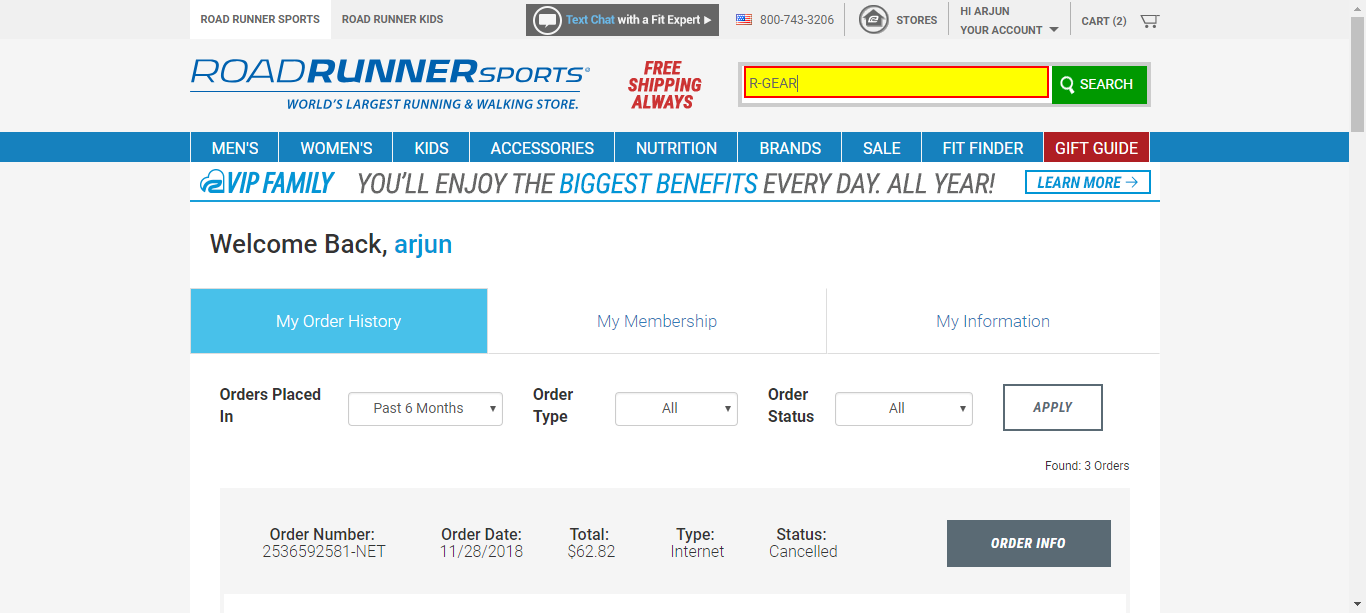 ROAD RUNNER SPORTS ROAD RUNNER KIDS Text Chat with a Fit Expert 800-743-3206 STORES HI ARJUN
YOUR ACCOUNT CART (2)
ROADRUNNERSPORTS
WORLD'S LARGEST RUNNING & WALKING STORE.
FREE
SHIPPING
ALWAYS
R-GEAR SEARCH
MEN'S WOMEN'S KIDS ACCESSORIES NUTRITION BRANDS SALE FIT FINDER GIFT GUIDE
VIP FAMILY YOU'LL ENJOY THE BIGGEST BENEFITS EVERY DAY. ALL YEAR! LEARN MORE →
Welcome Back, arjun
My Order History My Membership My Information
Orders Placed
In
Past 6 Months
Order
Type
All
Order
Status
All
APPLY
Found: 3 Orders
Order Number: Order Date: Total: Type: Status:
2536592581-NET 11/28/2018 $62.82 Internet Cancelled
ORDER INFO